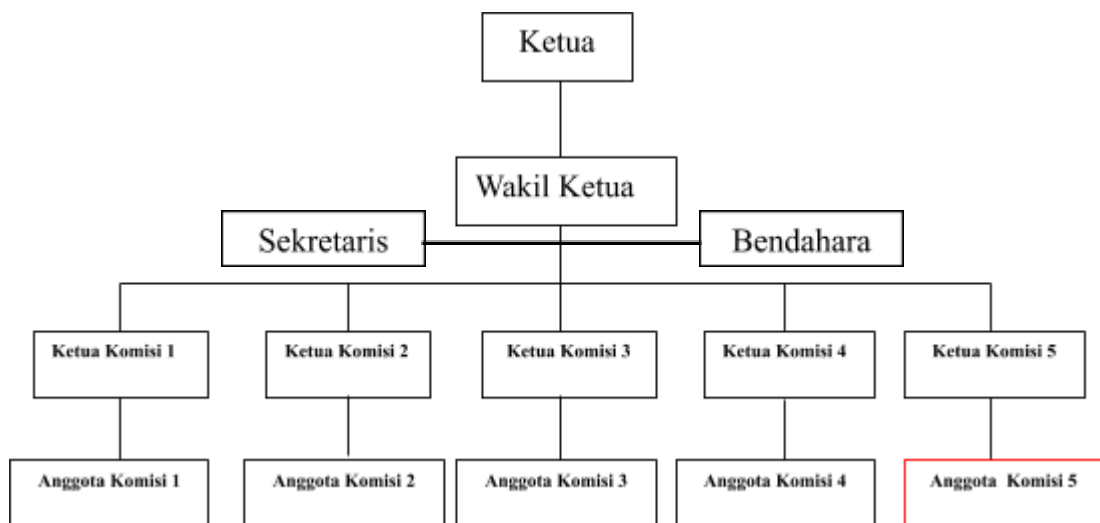 Ketua
Wakil Ketua
Sekretaris
Bendahara
Ketua Komisi 1
Ketua Komisi 2
Ketua Komisi 3
Ketua Komisi 4
Ketua Komisi 5
Anggota Komisi 1
Anggota Komisi 2
Anggota Komisi 3
Anggota Komisi 4
Anggota Komisi 5